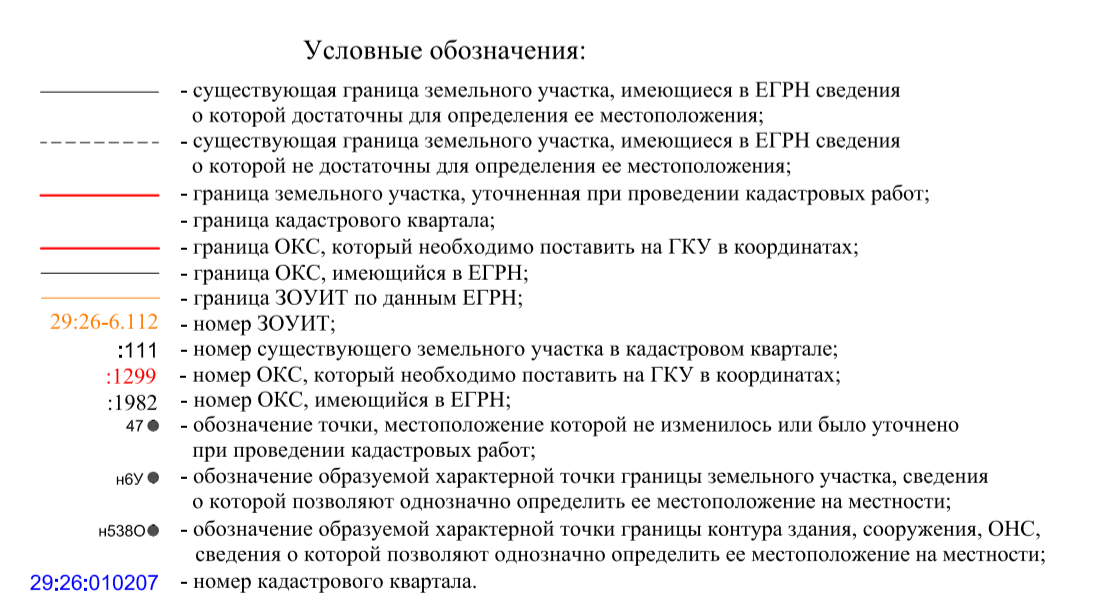 Условные обозначения:
- существующая граница земельного участка, имеющиеся в ЕГРН сведения
о которой достаточны для определения ее местоположения;
- существующая граница земельного участка, имеющиеся в ЕГРН сведения
о которой не достаточны для определения ее местоположения;
- граница земельного участка, уточненная при проведении кадастровых работ;
- граница кадастрового квартала;
- граница ОКС, который необходимо поставить на ГКУ в координатах;
- граница ОКС, имеющийся в ЕГРН;
- граница ЗОУИТ по данным ЕГРН;
29:26-6.112 - номер ЗОУИТ;
:111 - номер существующего земельного участка в кадастровом квартале;
:1299 - номер ОКС, который необходимо поставить на ГКУ в координатах;
:1982 - номер ОКС, имеющийся в ЕГРН;
47 - обозначение точки, местоположение которой не изменилось или было уточнено
при проведении кадастровых работ;
н6У - обозначение образуемой характерной точки границы земельного участка, сведения
о которой позволяют однозначно определить ее местоположение на местности;
н538О - обозначение образуемой характерной точки границы контура здания, сооружения, ОНС,
сведения о которой позволяют однозначно определить ее местоположение на местности;
29:26:010207 - номер кадастрового квартала.